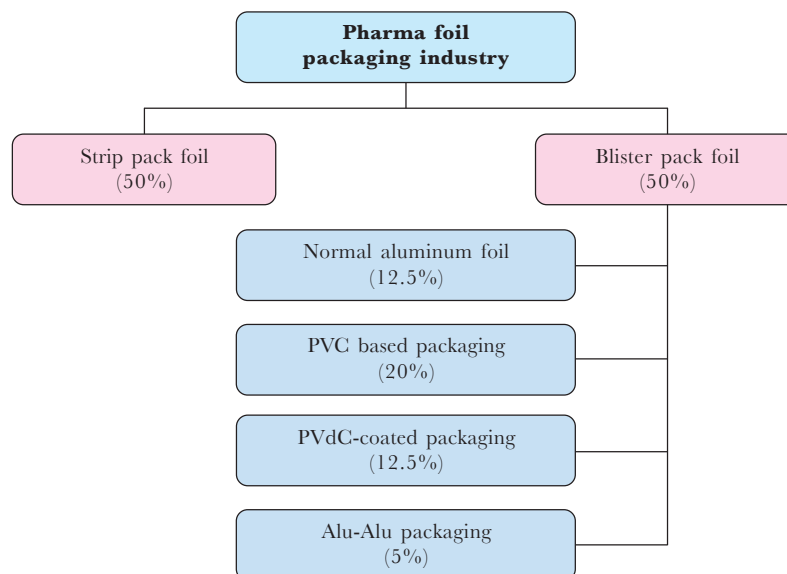 Pharma foil
packaging industry
Strip pack foil
(50%)
Blister pack foil
(50%)
Normal aluminum foil
(12.5%)
PVC based packaging
(20%)
PVdC-coated packaging
(12.5%)
Alu-Alu packaging
(5%)